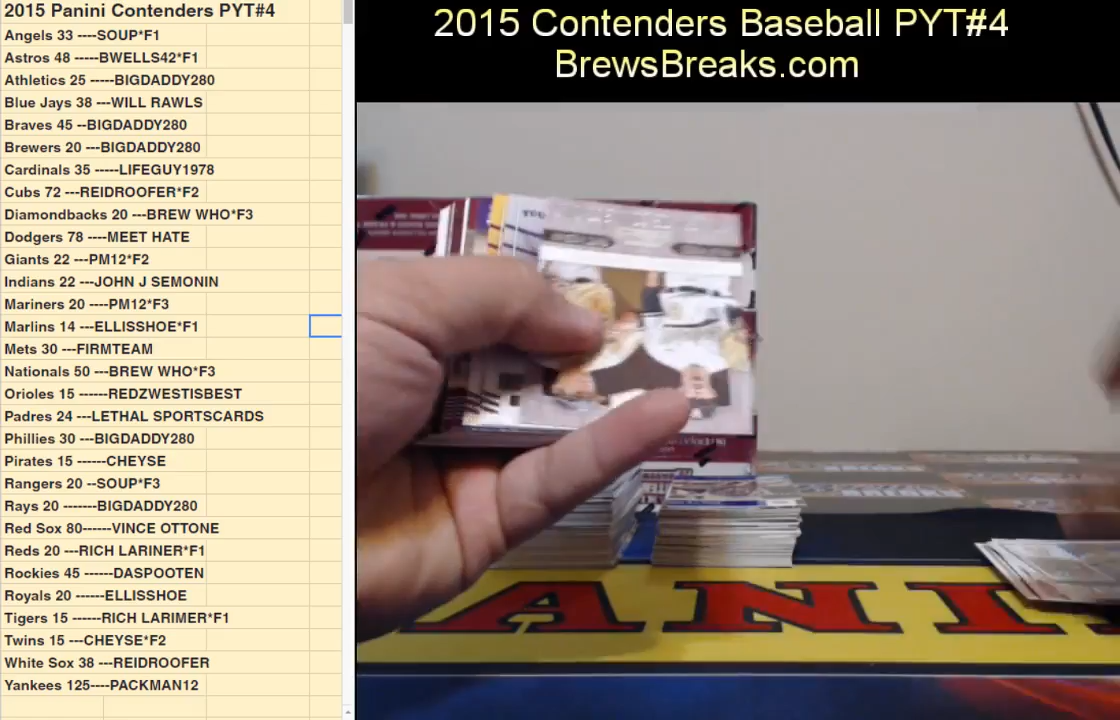 2015 Panini Contenders PYT#4
Angels 33 ----SOUP*F1
Astros 48 -----BWELLS42*F1
Athletics 25 -----BIGDADDY280
Blue Jays 38 ---WILL RAWLS
Braves 45 --BIGDADDY280
Brewers 20 ---BIGDADDY280
Cardinals 35 -----LIFEGUY1978
Cubs 72 ---REIDROOFER*F2
Diamondbacks 20 ---BREW WHO*F3
Dodgers 78 ----MEET HATE
Giants 22 ----PM12*F2
Indians 22 ---JOHN J SEMONIN
Mariners 20 ----PM12*F3
Marlins 14 ---ELLISSHOE*F1
Mets 30 ---FIRMTEAM
Nationals 50 ---BREW WHO*F3
Orioles 15 -----REDZWESTISBEST
Padres 24 ---LETHAL SPORTSCARDS
Phillies 30 ---BIGDADDY280
Pirates 15 ------CHEYSE
Rangers 20 --SOUP*F3
Rays 20 -------BIGDADDY280
Red Sox 80------VINCE OTTONE
Reds 20 ---RICH LARINER*F1
Rockies 45 ------DASPOOTEN
Royals 20 ------ELLISSHOE
Tigers 15 ------RICH LARIMER*F1
Twins 15 ---CHEYSE*F2
White Sox 38 ---REIDROOFER
Yankees 125----PACKMAN12
2015 Contenders Baseball PYT#4
BrewsBreaks.com
ANINI